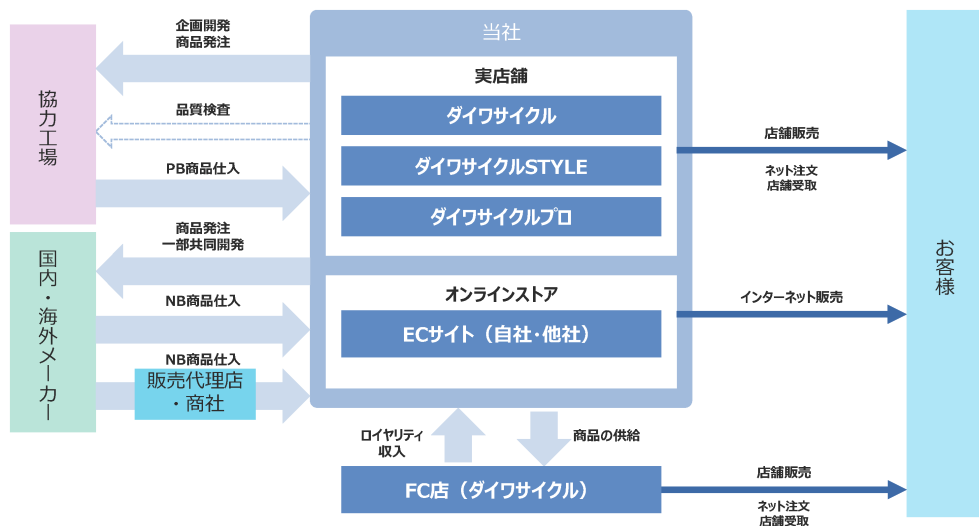 企画開発
商品発注
品質検査
PB商品仕入
協力工場
商品発注
一部共同開発
NB商品仕入
NB商品仕入
販売代理店
・商社
国内・海外メーカー
当社
実店舗
ダイワサイクル
ダイワサイクルSTYLE
ダイワサイクルプロ
オンラインストア
ECサイト（自社・他社）
ロイヤリティ
収入
商品の供給
FC店（ダイワサイクル）
店舗販売
ネット注文
店舗受取
インターネット販売
店舗販売
ネット注文
店舗受取
お客様